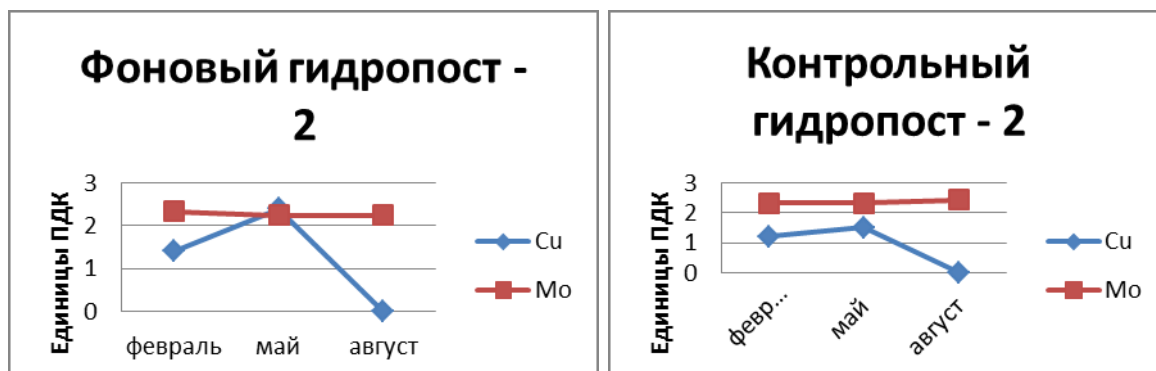 Фоновый гидропост -
2
Единицы ПДК
3
2
1
0
февраль май август
Cu
Mo
Контрольный
гидропост - 2
Единицы ПДК
3
2
1
0
февр...
май
август
Cu
Mo